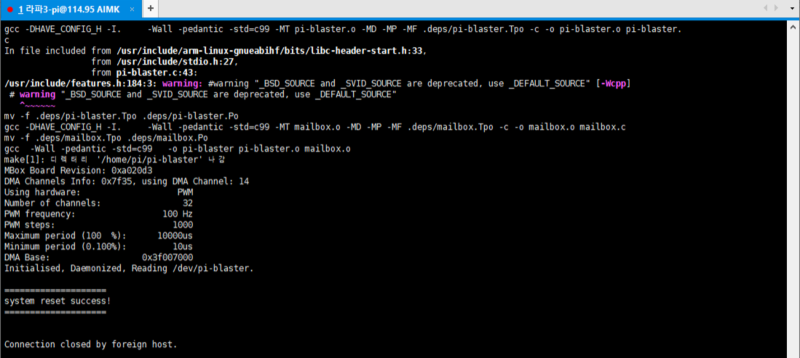 1 라파3-pi@114.95 AIMK ×
gcc -DHAVE_CONFIG_H -I.     -Wall -pedantic -std=c99 -MT pi-blaster.o -MD -MP -MF .deps/pi-blaster.Tpo -c -o pi-blaster.o pi-blaster.
c
In file included from /usr/include/arm-linux-gnueabihf/bits/libc-header-start.h:33,
                 from /usr/include/stdio.h:27,
                 from pi-blaster.c:43:
/usr/include/features.h:184:3: warning: #warning "_BSD_SOURCE and _SVID_SOURCE are deprecated, use _DEFAULT_SOURCE" [-Wcpp]
 # warning "_BSD_SOURCE and _SVID_SOURCE are deprecated, use _DEFAULT_SOURCE"
   ^~~~~~~
mv -f .deps/pi-blaster.Tpo .deps/pi-blaster.Po
gcc -DHAVE_CONFIG_H -I.     -Wall -pedantic -std=c99 -MT mailbox.o -MD -MP -MF .deps/mailbox.Tpo -c -o mailbox.o mailbox.c
mv -f .deps/mailbox.Tpo .deps/mailbox.Po
gcc  -Wall -pedantic -std=c99   -o pi-blaster pi-blaster.o mailbox.o
make[1]: 디렉터리 '/home/pi/pi-blaster' 나감
MBox Board Revision: 0xa020d3
DMA Channels Info: 0x7f35, using DMA Channel: 14
Using hardware:                 PWM
Number of channels:              32
PWM frequency:               100 Hz
PWM steps:                     1000
Maximum period (100  %):    10000us
Minimum period (0.100%):       10us
DMA Base:                0x3f007000
Initialised, Daemonized, Reading /dev/pi-blaster.
====================
system reset success!
====================
Connection closed by foreign host.